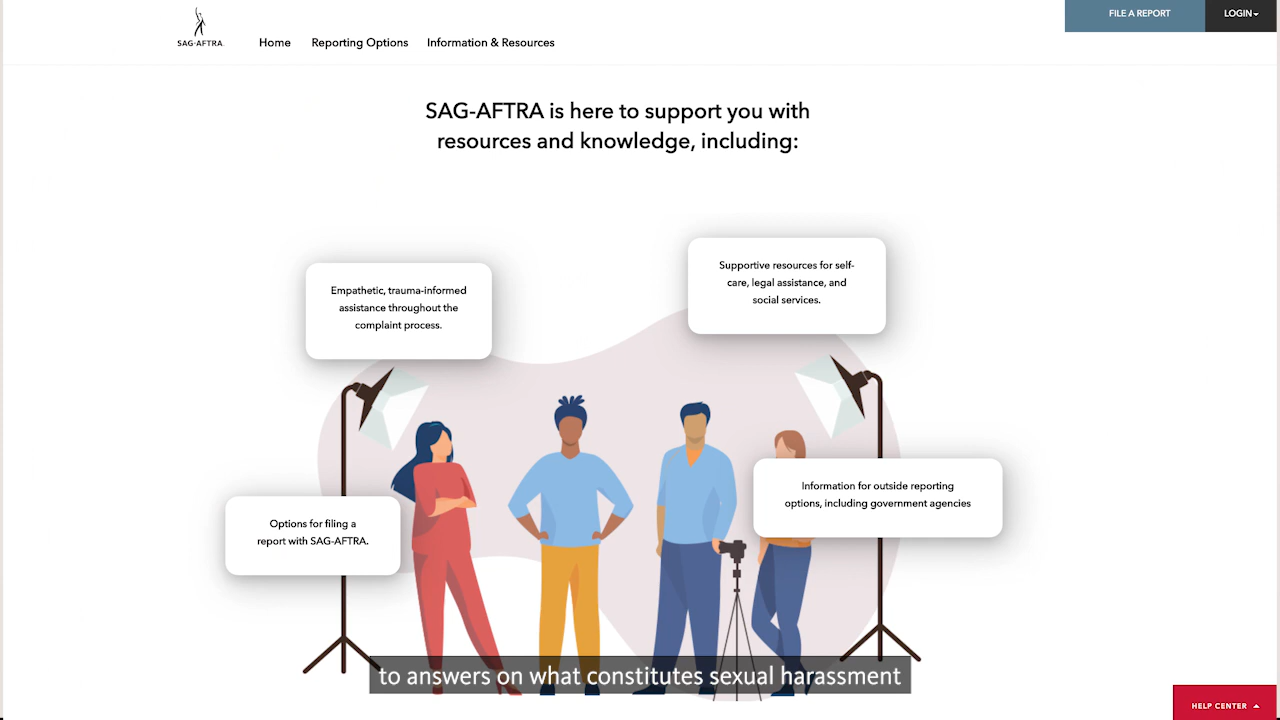 SAG·AFTRA.
Home
Reporting Options
Information & Resources
FILE A REPORT
LOGIN
SAG-AFTRA is here to support you with
resources and knowledge, including:
Empathetic, trauma-informed
assistance throughout the
complaint process.
Supportive resources for self-
care, legal assistance, and
social services.
Options for filing a
report with SAG-AFTRA.
Information for outside reporting
options, including government agencies
to answers on what constitutes sexual harassment
HELP CENTER